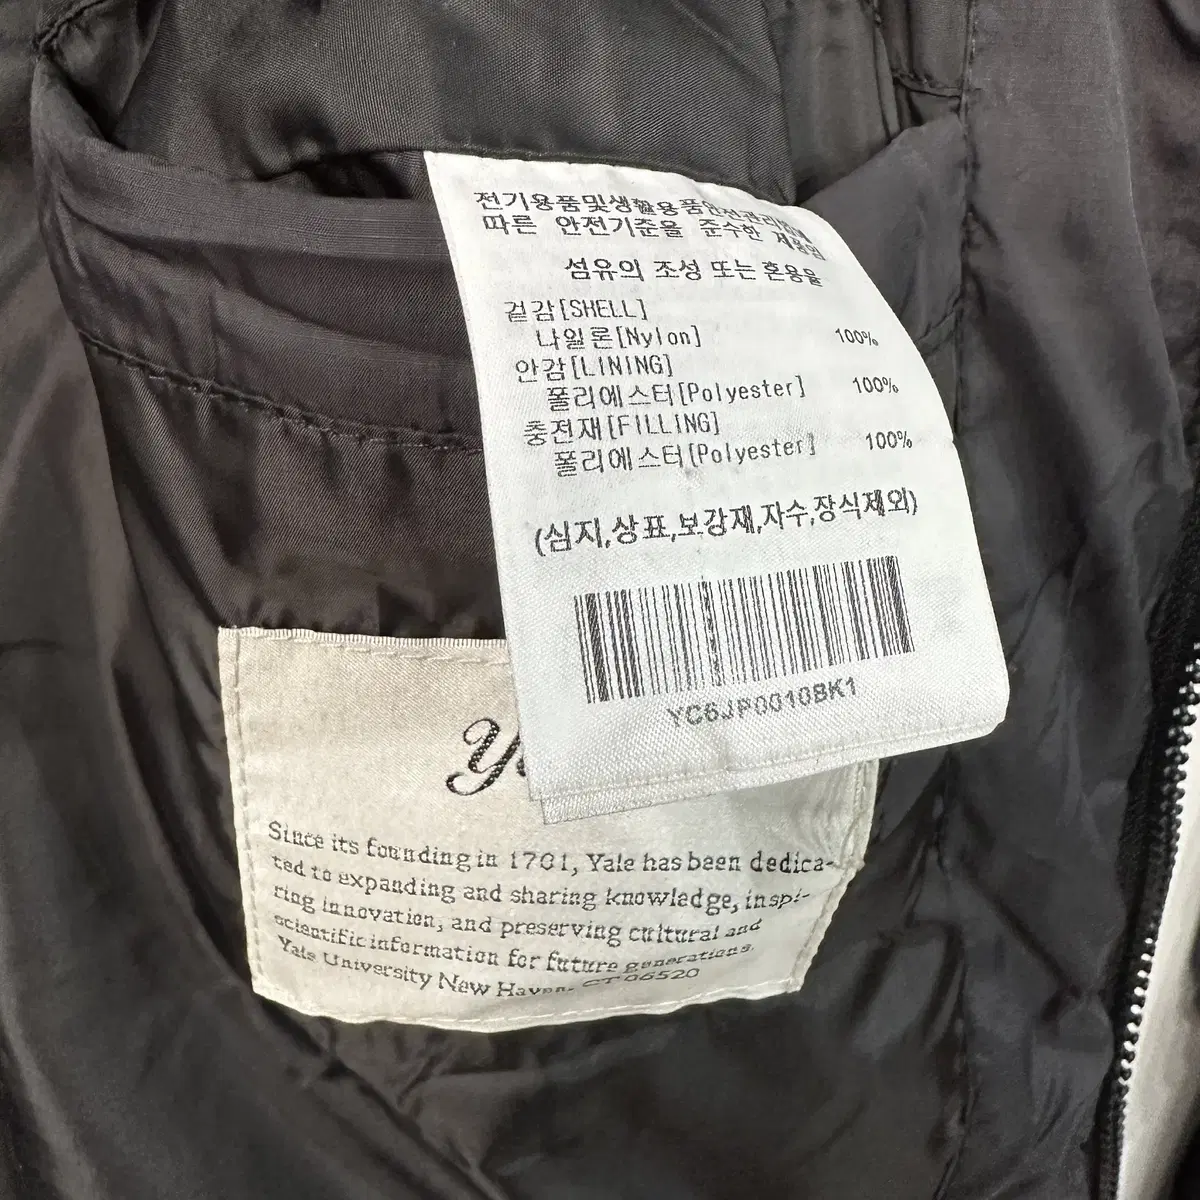 전기용품및생활용품안전관리법에
따른 안전기준을 준수한 제품임
섬유의 조성 또는 혼용율
겉감[SHELL]
나일론[Nylon] 100%
안감[LINING]
폴리에스터[Polyester] 100%
충전재[FILLING]
폴리에스터[Polyester] 100%
(심지,상표,보강재,자수,장식제외)
YC6JP0010BK1
Since its founding in 1701, Yale has been dedica-
ted to expanding and sharing knowledge, inspi-
ring innovation, and preserving cultural and
scientific information for future generations.
Yale University New Haven, CT 06520